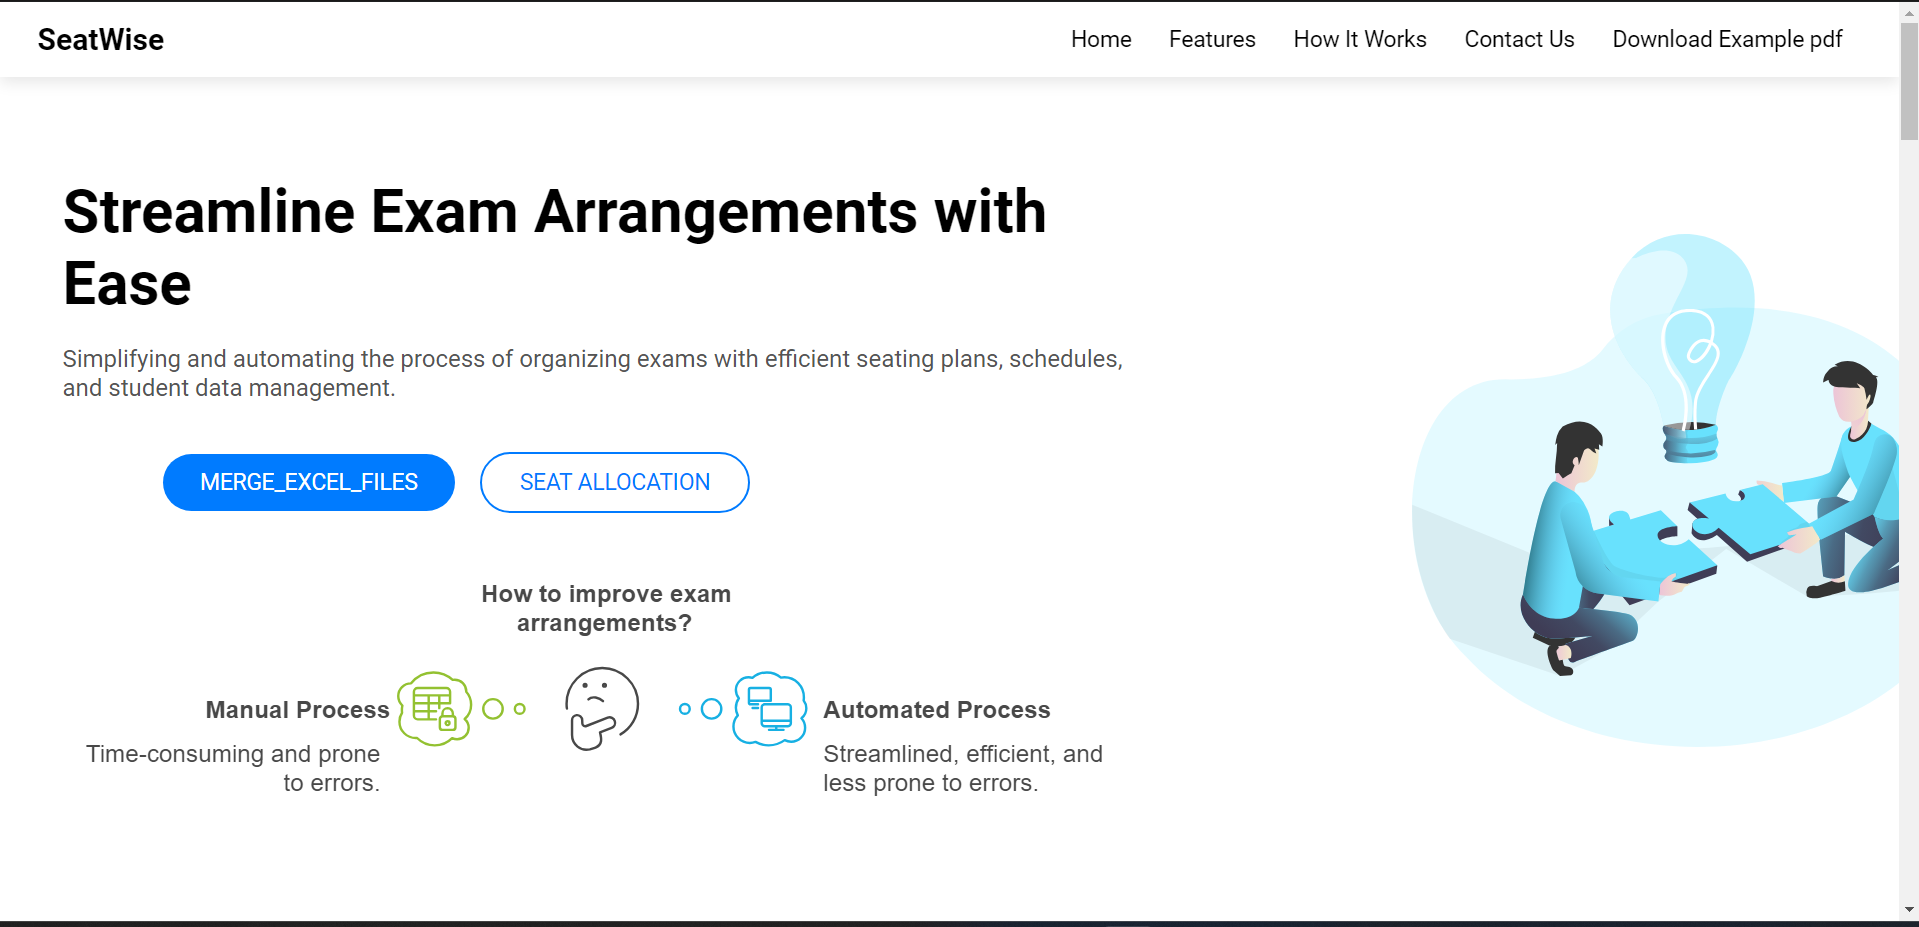 SeatWise
Home
Features
How It Works
Contact Us
Download Example pdf
Streamline Exam Arrangements with
Ease
Simplifying and automating the process of organizing exams with efficient seating plans, schedules,
and student data management.
MERGE_EXCEL_FILES
SEAT ALLOCATION
How to improve exam
arrangements?
Manual Process
Time-consuming and prone
to errors.
Automated Process
Streamlined, efficient, and
less prone to errors.